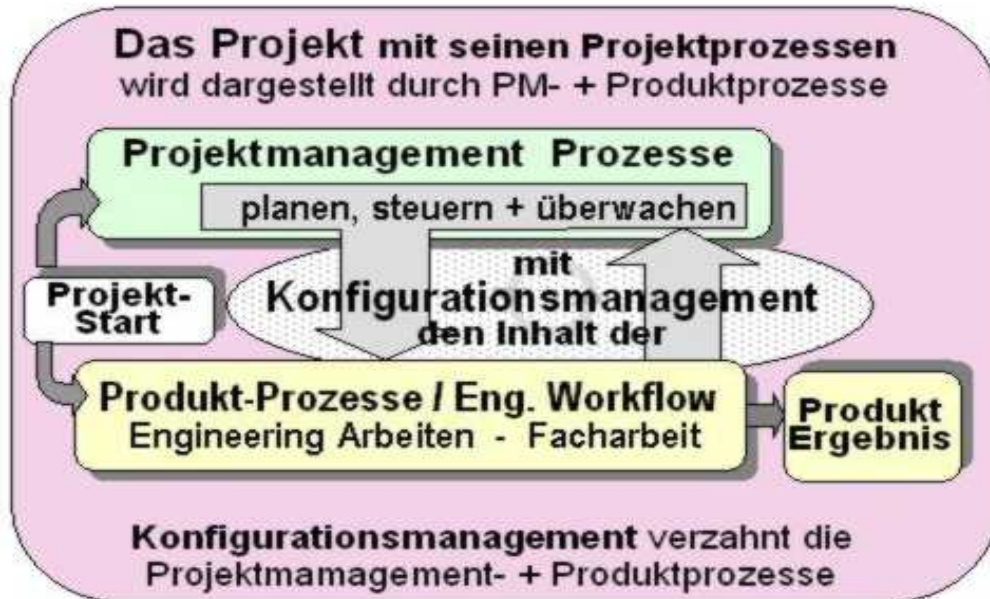 Das Projekt mit seinen Projektprozessen
wird dargestellt durch PM- + Produktprozesse
Projektmanagement Prozesse
planen, steuern + überwachen
mit
Konfigurationsmanagement
den Inhalt der
Projekt-
Start
Produkt-Prozesse / Eng. Workflow
Engineering Arbeiten - Facharbeit
Produkt
Ergebnis
Konfigurationsmanagement verzahnt die
Projektmamagement- + Produktprozesse